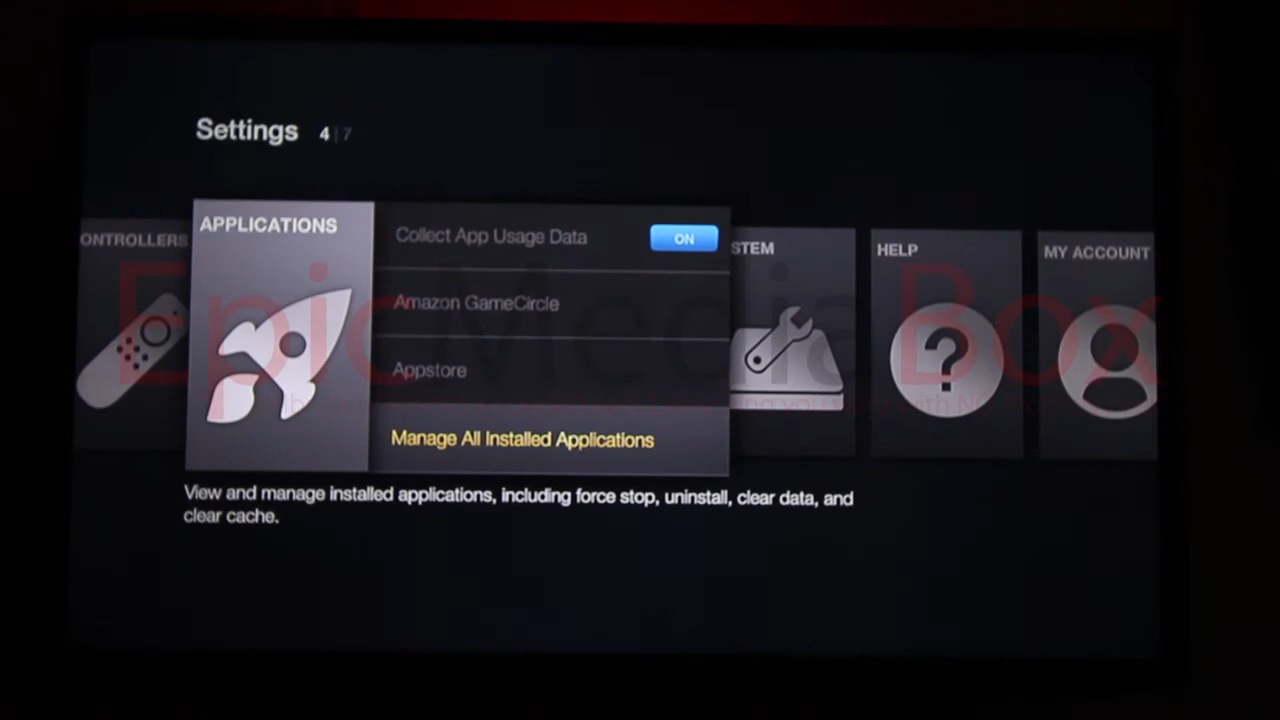 Settings 4|7
ONTROLLERS
APPLICATIONS
Collect App Usage Data
ON
Amazon GameCircle
Appstore
Manage All Installed Applications
STEM
HELP
MY ACCOUNT
EpicMediaBox
View and manage installed applications, including force stop, uninstall, clear data, and
clear cache.